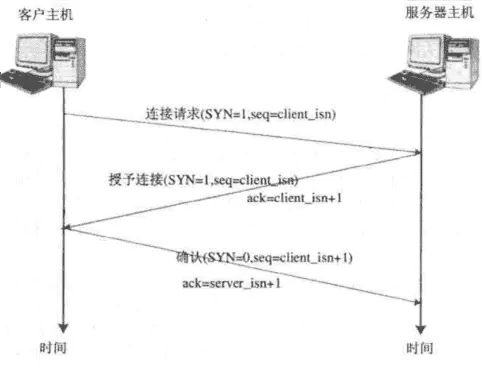 客户主机
服务器主机
连接请求(SYN=1,seq=client_isn)
授予连接(SYN=1,seq=client_isn)
ack=client_isn+1
确认(SYN=0,seq=client_isn+1)
ack=server_isn+1
时间
时间